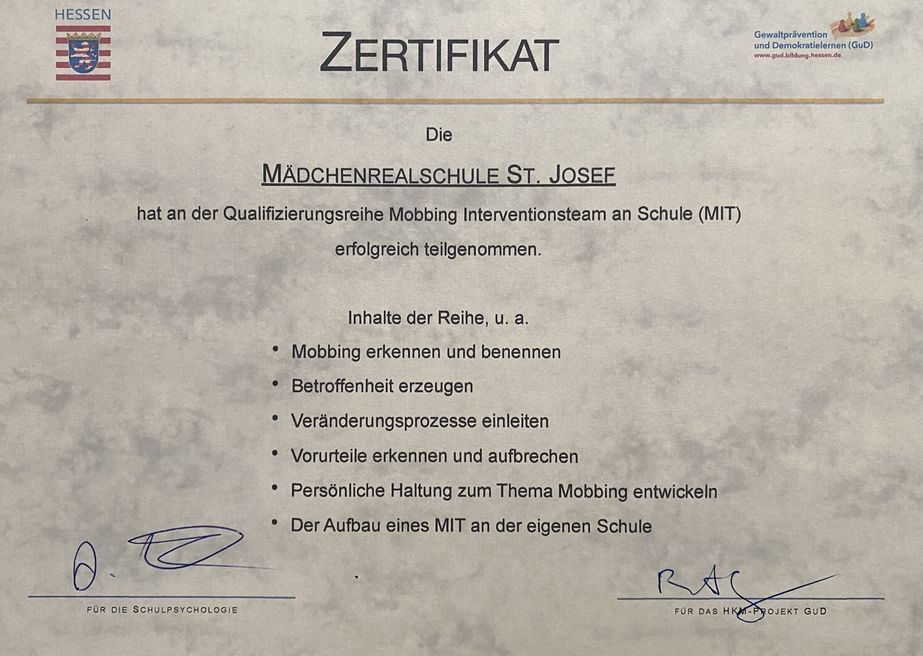 HESSEN
ZERTIFIKAT
Gewaltprävention
und Demokratielernen (GuD)
www.gud.bildung.hessen.de
Die
MÄDCHENREALSCHULE ST. JOSEF
hat an der Qualifizierungsreihe Mobbing Interventionsteam an Schule (MIT)
erfolgreich teilgenommen.
Inhalte der Reihe, u. a.
• Mobbing erkennen und benennen
• Betroffenheit erzeugen
• Veränderungsprozesse einleiten
• Vorurteile erkennen und aufbrechen
• Persönliche Haltung zum Thema Mobbing entwickeln
• Der Aufbau eines MIT an der eigenen Schule
FÜR DIE SCHULPSYCHOLOGIE
FÜR DAS HKM-PROJEKT GUD